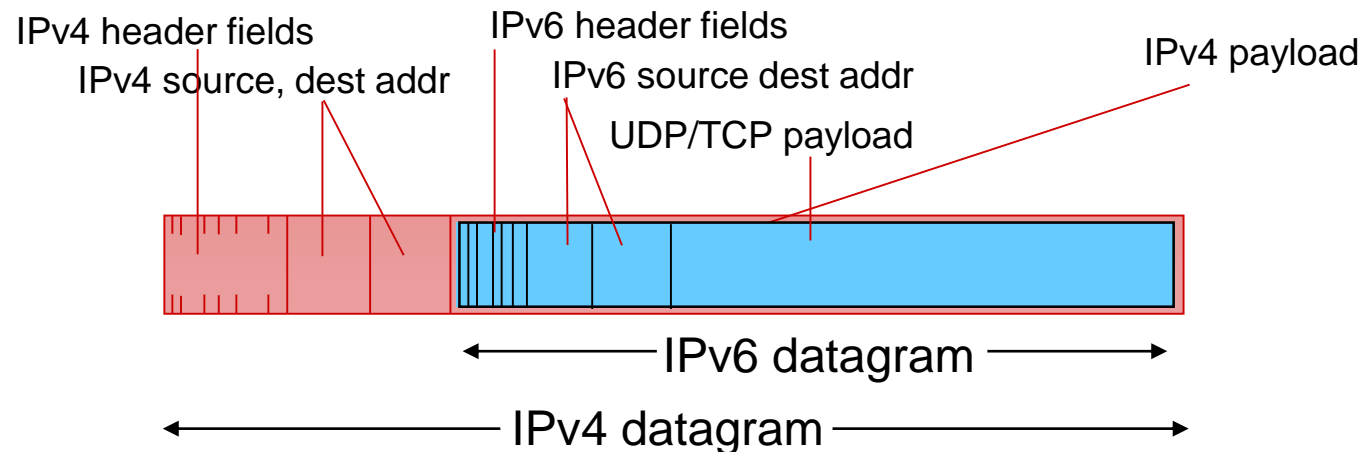 IPv4 header fields
IPv6 header fields
IPv4 payload
IPv4 source, dest addr
IPv6 source dest addr
UDP/TCP payload
IPv6 datagram
IPv4 datagram